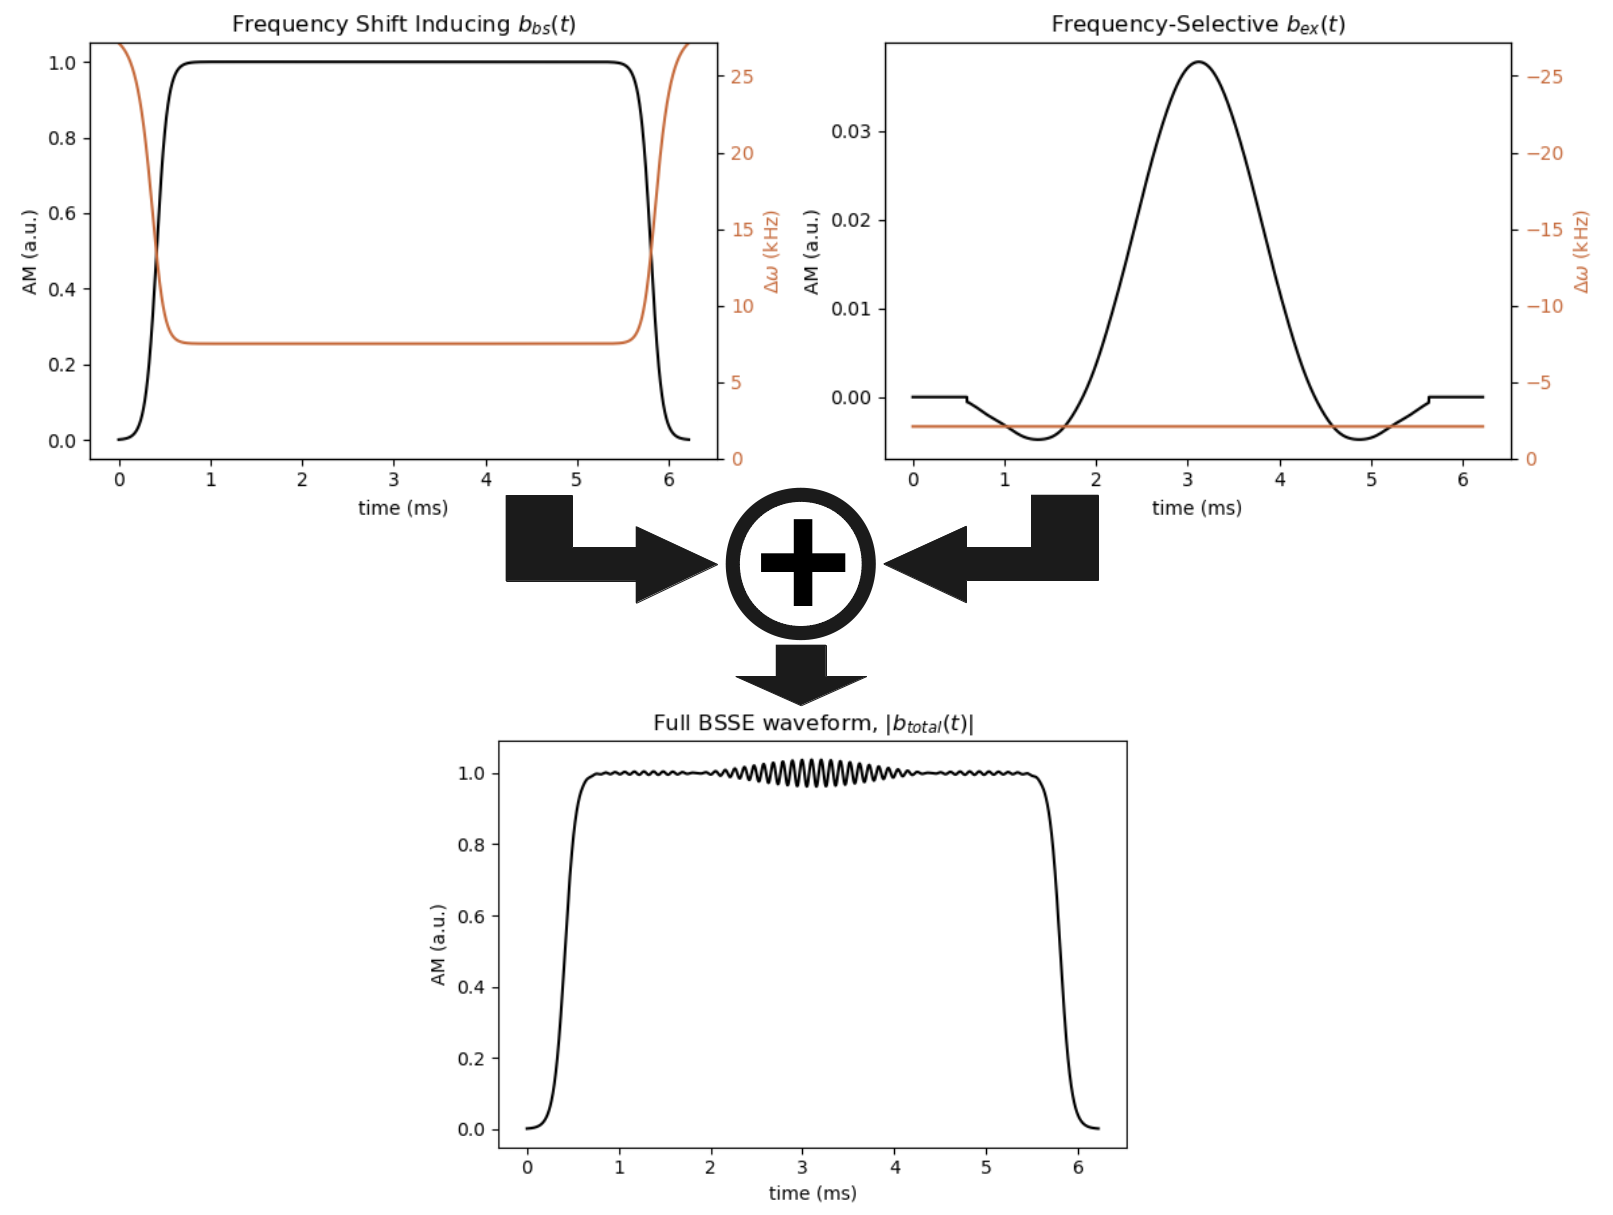 Frequency Shift Inducing b_bs(t)
1.0
0.8
0.6
0.4
0.2
0.0
AM (a.u.)
25
20
15
10
5
0
Δω (kHz)
0 1 2 3 4 5 6
time (ms)
Frequency-Selective b_ex(t)
0.03
0.02
0.01
0.00
AM (a.u.)
−25
−20
−15
−10
−5
0
Δω (kHz)
0 1 2 3 4 5 6
time (ms)
Full BSSE waveform, |b_total(t)|
1.0
0.8
0.6
0.4
0.2
0.0
AM (a.u.)
0 1 2 3 4 5 6
time (ms)